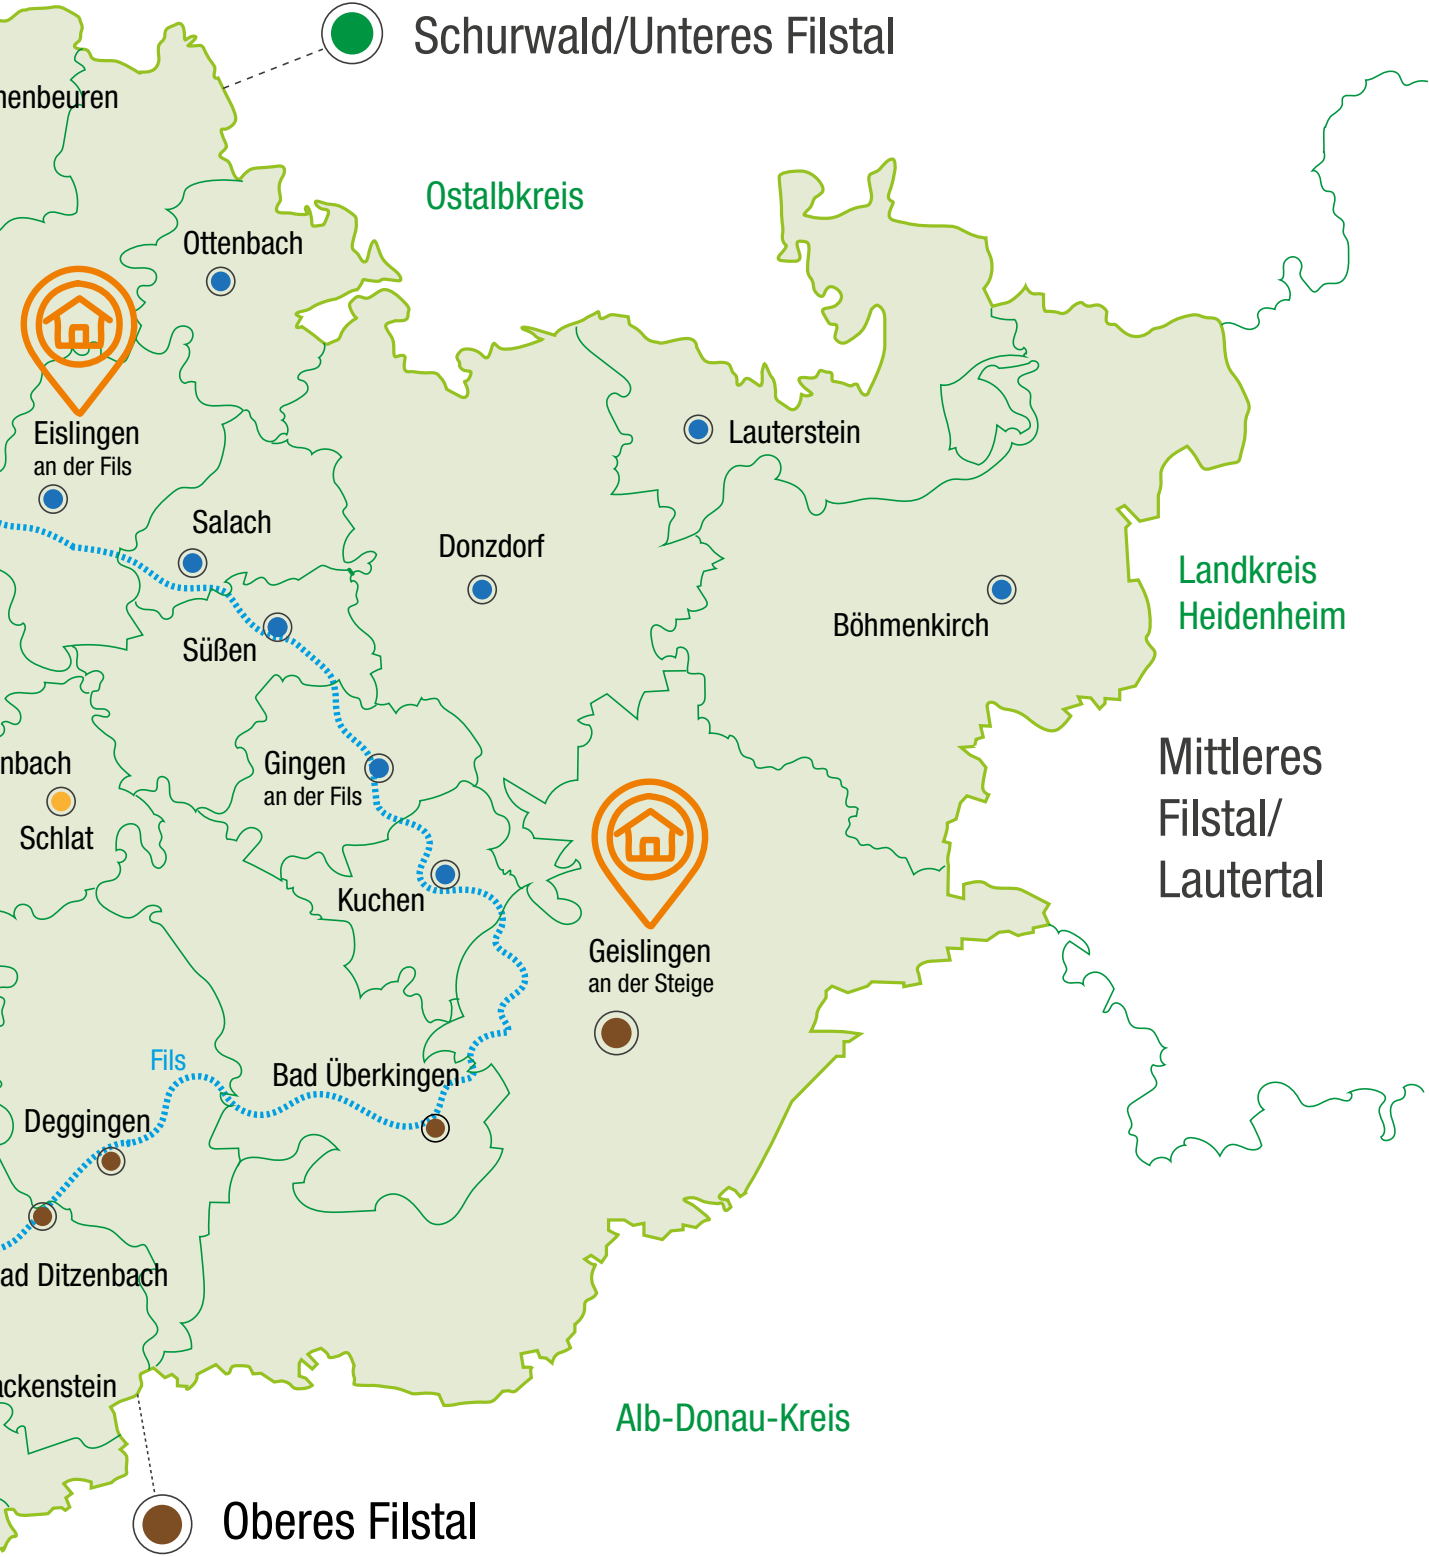 Schurwald/Unteres Filstal
henbeuren
Ostalbkreis
Ottenbach
Eislingen
an der Fils
Lauterstein
Salach
Donzdorf
Landkreis
Heidenheim
Böhmenkirch
Süßen
Gingen
an der Fils
nbach
Schlat
Mittleres
Filstal/
Lautertal
Kuchen
Geislingen
an der Steige
Fils
Bad Überkingen
Deggingen
ad Ditzenbach
ackenstein
Alb-Donau-Kreis
Oberes Filstal